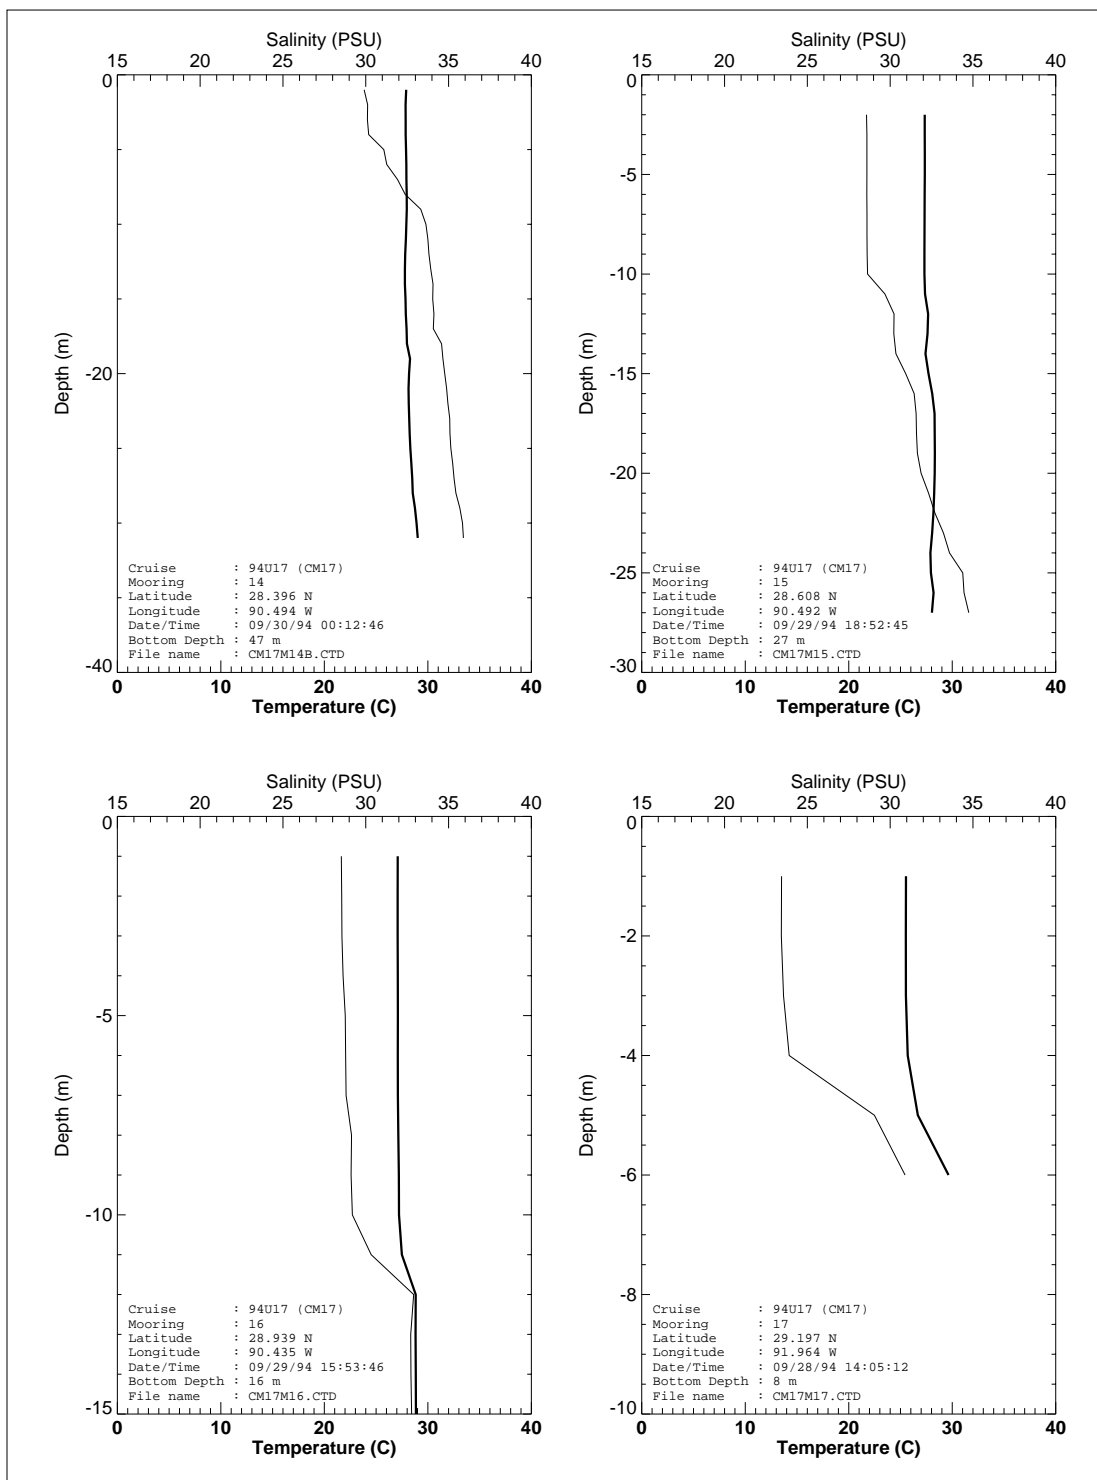 Salinity (PSU)
15 20 25 30 35 40
0
-20
-40
Depth (m)
Cruise : 94U17 (CM17)
Mooring : 14
Latitude : 28.396 N
Longitude : 90.494 W
Date/Time : 09/30/94 00:12:46
Bottom Depth : 47 m
File name : CM17M14B.CTD
0 10 20 30 40
Temperature (C)
Salinity (PSU)
15 20 25 30 35 40
0
-5
-10
-15
-20
-25
-30
Depth (m)
Cruise : 94U17 (CM17)
Mooring : 15
Latitude : 28.608 N
Longitude : 90.492 W
Date/Time : 09/29/94 18:52:45
Bottom Depth : 27 m
File name : CM17M15.CTD
0 10 20 30 40
Temperature (C)
Salinity (PSU)
15 20 25 30 35 40
0
-5
-10
-15
Depth (m)
Cruise : 94U17 (CM17)
Mooring : 16
Latitude : 28.939 N
Longitude : 90.435 W
Date/Time : 09/29/94 15:53:46
Bottom Depth : 16 m
File name : CM17M16.CTD
0 10 20 30 40
Temperature (C)
Salinity (PSU)
15 20 25 30 35 40
0
-2
-4
-6
-8
-10
Depth (m)
Cruise : 94U17 (CM17)
Mooring : 17
Latitude : 29.197 N
Longitude : 91.964 W
Date/Time : 09/28/94 14:05:12
Bottom Depth : 8 m
File name : CM17M17.CTD
0 10 20 30 40
Temperature (C)